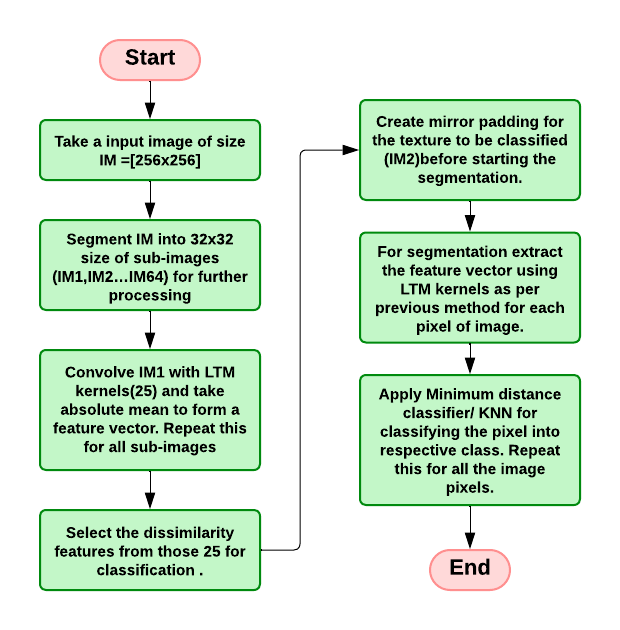 Start
Take a input image of size
IM =[256x256]
Segment IM into 32x32
size of sub-images
(IM1,IM2...IM64) for further
processing
Convolve IM1 with LTM
kernels(25) and take
absolute mean to form a
feature vector. Repeat this
for all sub-images
Select the dissimilarity
features from those 25 for
classification .
Create mirror padding for
the texture to be classified
(IM2)before starting the
segmentation.
For segmentation extract
the feature vector using
LTM kernels as per
previous method for each
pixel of image.
Apply Minimum distance
classifier/ KNN for
classifying the pixel into
respective class. Repeat
this for all the image
pixels.
End